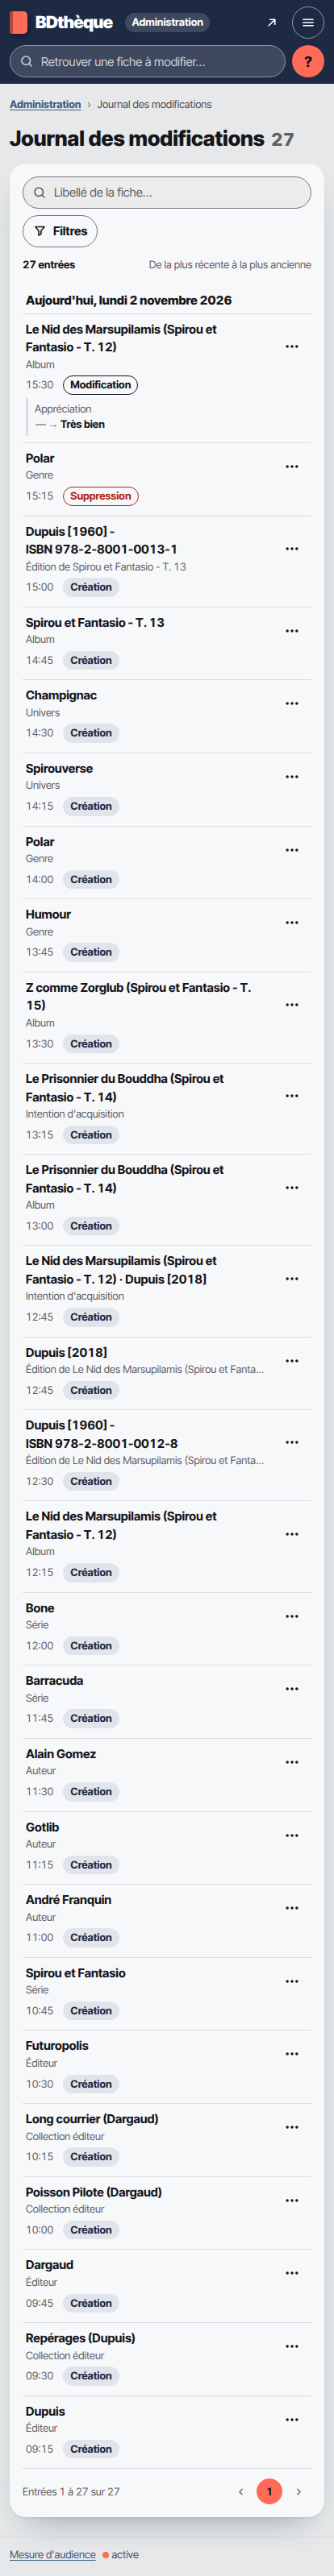 BDthèque Administration
Retrouver une fiche à modifier... ?
Administration › Journal des modifications
Journal des modifications 27
Libellé de la fiche...
Filtres
27 entrées De la plus récente à la plus ancienne
Aujourd'hui, lundi 2 novembre 2026
Le Nid des Marsupilamis (Spirou et
Fantasio - T. 12)
Album
15:30 Modification
Appréciation
— → Très bien
Polar
Genre
15:15 Suppression
Dupuis [1960] -
ISBN 978-2-8001-0013-1
Édition de Spirou et Fantasio - T. 13
15:00 Création
Spirou et Fantasio - T. 13
Album
14:45 Création
Champignac
Univers
14:30 Création
Spirouverse
Univers
14:15 Création
Polar
Genre
14:00 Création
Humour
Genre
13:45 Création
Z comme Zorglub (Spirou et Fantasio - T.
15)
Album
13:30 Création
Le Prisonnier du Bouddha (Spirou et
Fantasio - T. 14)
Intention d'acquisition
13:15 Création
Le Prisonnier du Bouddha (Spirou et
Fantasio - T. 14)
Album
13:00 Création
Le Nid des Marsupilamis (Spirou et
Fantasio - T. 12) · Dupuis [2018]
Intention d'acquisition
12:45 Création
Dupuis [2018]
Édition de Le Nid des Marsupilamis (Spirou et Fanta...
12:45 Création
Dupuis [1960] -
ISBN 978-2-8001-0012-8
Édition de Le Nid des Marsupilamis (Spirou et Fanta...
12:30 Création
Le Nid des Marsupilamis (Spirou et
Fantasio - T. 12)
Album
12:15 Création
Bone
Série
12:00 Création
Barracuda
Série
11:45 Création
Alain Gomez
Auteur
11:30 Création
Gotlib
Auteur
11:15 Création
André Franquin
Auteur
11:00 Création
Spirou et Fantasio
Série
10:45 Création
Futuropolis
Éditeur
10:30 Création
Long courrier (Dargaud)
Collection éditeur
10:15 Création
Poisson Pilote (Dargaud)
Collection éditeur
10:00 Création
Dargaud
Éditeur
09:45 Création
Repérages (Dupuis)
Collection éditeur
09:30 Création
Dupuis
Éditeur
09:15 Création
Entrées 1 à 27 sur 27 ‹ 1 ›
Mesure d'audience active